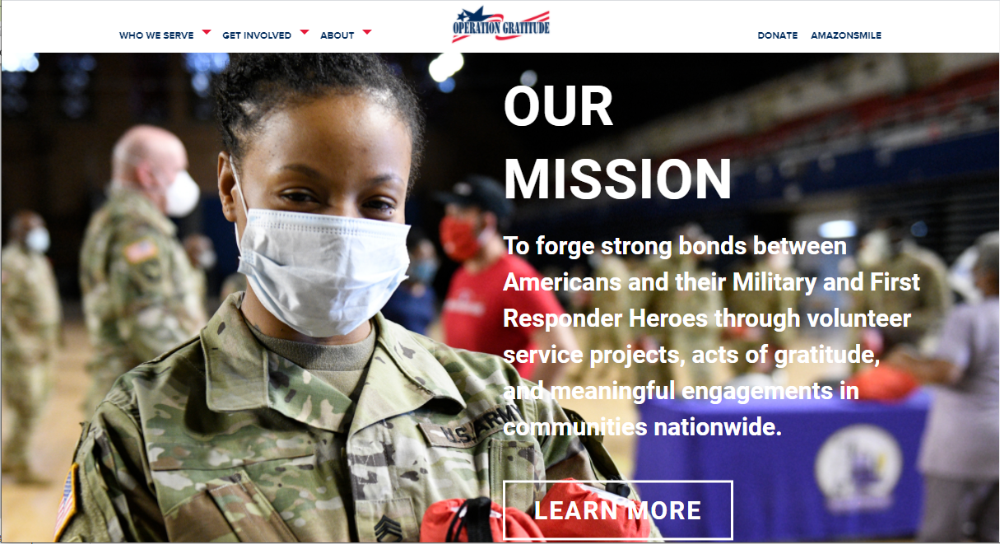 WHO WE SERVE GET INVOLVED ABOUT
OPERATION GRATITUDE
DONATE AMAZONSMILE
OUR
MISSION
To forge strong bonds between
Americans and their Military and First
Responder Heroes through volunteer
service projects, acts of gratitude,
and meaningful engagements in
communities nationwide.
U.S. ARMY
LEARN MORE